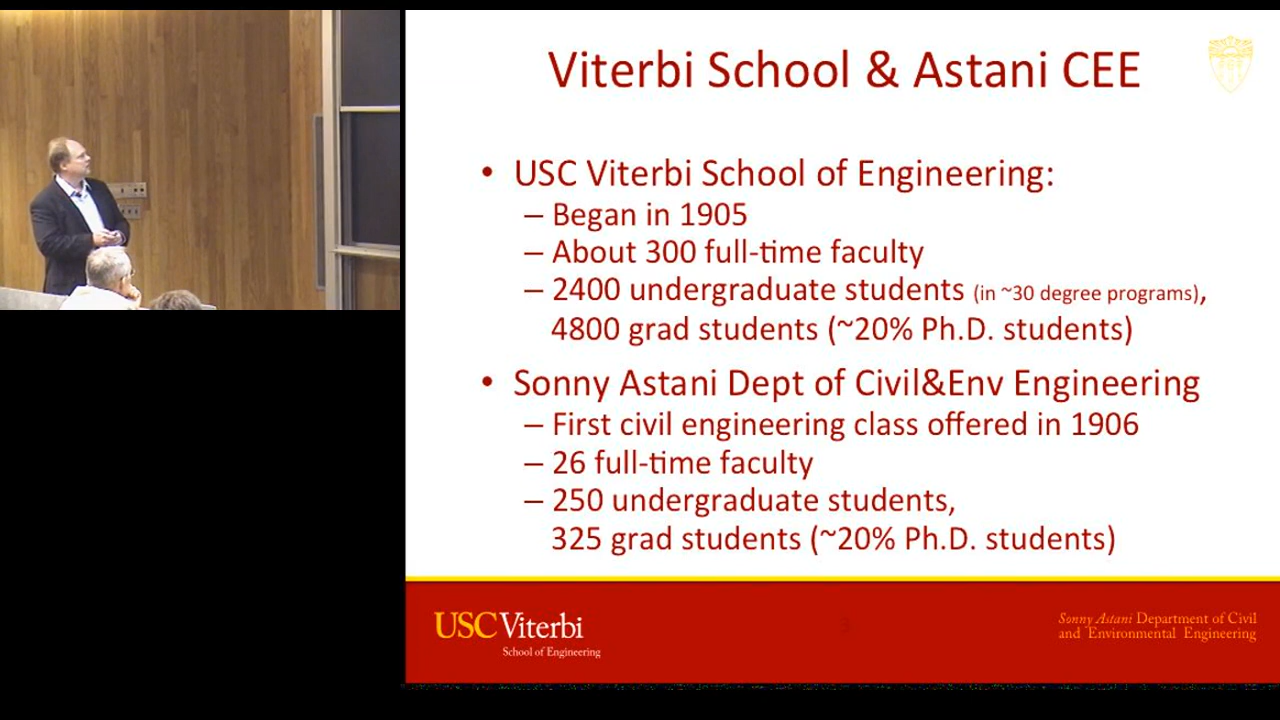 Viterbi School & Astani CEE
• USC Viterbi School of Engineering:
– Began in 1905
– About 300 full-time faculty
– 2400 undergraduate students (in ~30 degree programs),
4800 grad students (~20% Ph.D. students)
• Sonny Astani Dept of Civil&Env Engineering
– First civil engineering class offered in 1906
– 26 full-time faculty
– 250 undergraduate students,
325 grad students (~20% Ph.D. students)
USC Viterbi
School of Engineering
3
Sonny Astani Department of Civil
and Environmental Engineering